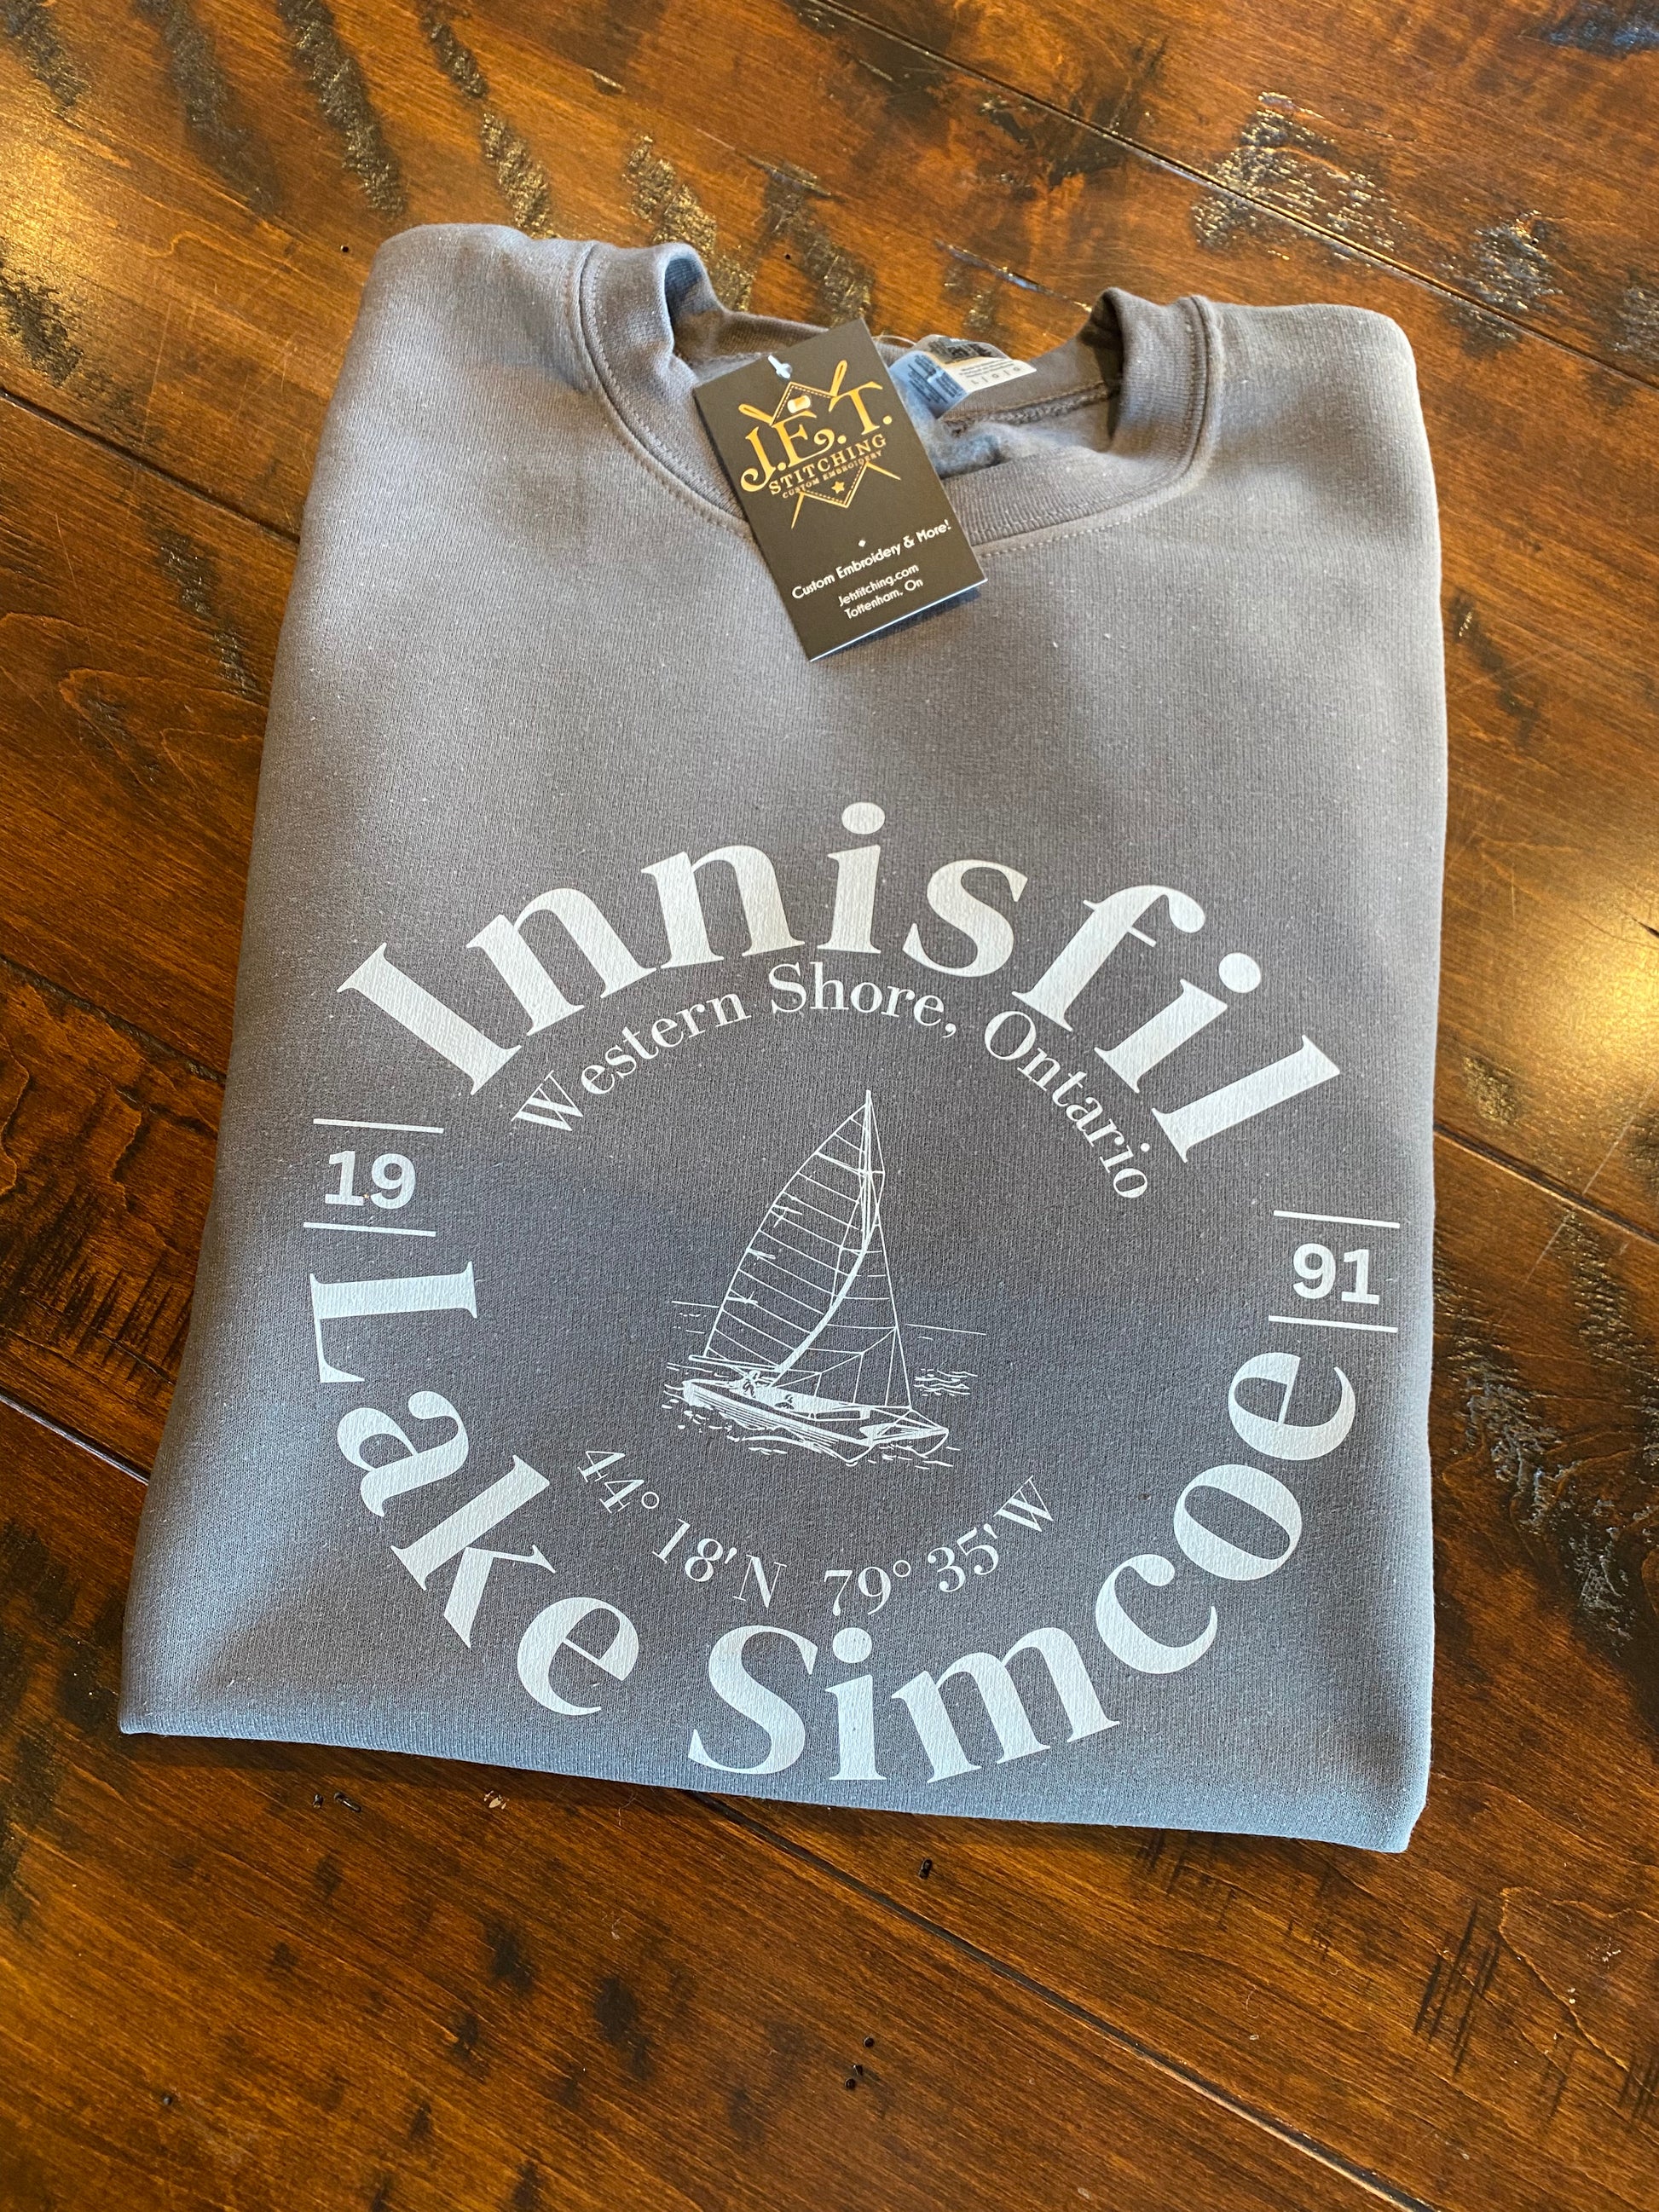 J.E.T.
STITCHING
CUSTOM EMBROIDERY
Custom Embroidery & More!
Jetstitching.com
Tottenham, On
Innisfil
Western Shore, Ontario
19
91
44° 18'N 79° 35'W
Lake Simcoe